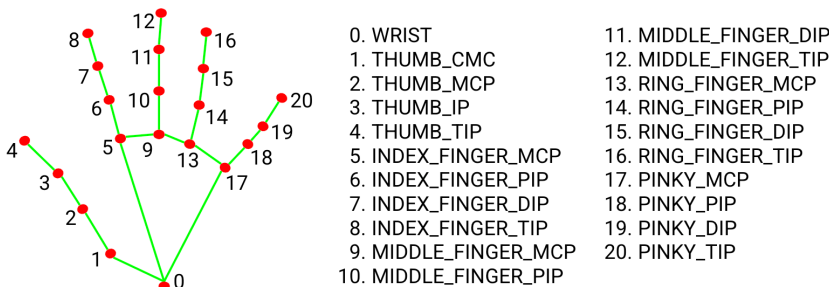 12
8
16
11
7
15
6
10
14
20
4
5
9
13
19
18
3
17
2
1
0
0. WRIST
1. THUMB_CMC
2. THUMB_MCP
3. THUMB_IP
4. THUMB_TIP
5. INDEX_FINGER_MCP
6. INDEX_FINGER_PIP
7. INDEX_FINGER_DIP
8. INDEX_FINGER_TIP
9. MIDDLE_FINGER_MCP
10. MIDDLE_FINGER_PIP
11. MIDDLE_FINGER_DIP
12. MIDDLE_FINGER_TIP
13. RING_FINGER_MCP
14. RING_FINGER_PIP
15. RING_FINGER_DIP
16. RING_FINGER_TIP
17. PINKY_MCP
18. PINKY_PIP
19. PINKY_DIP
20. PINKY_TIP